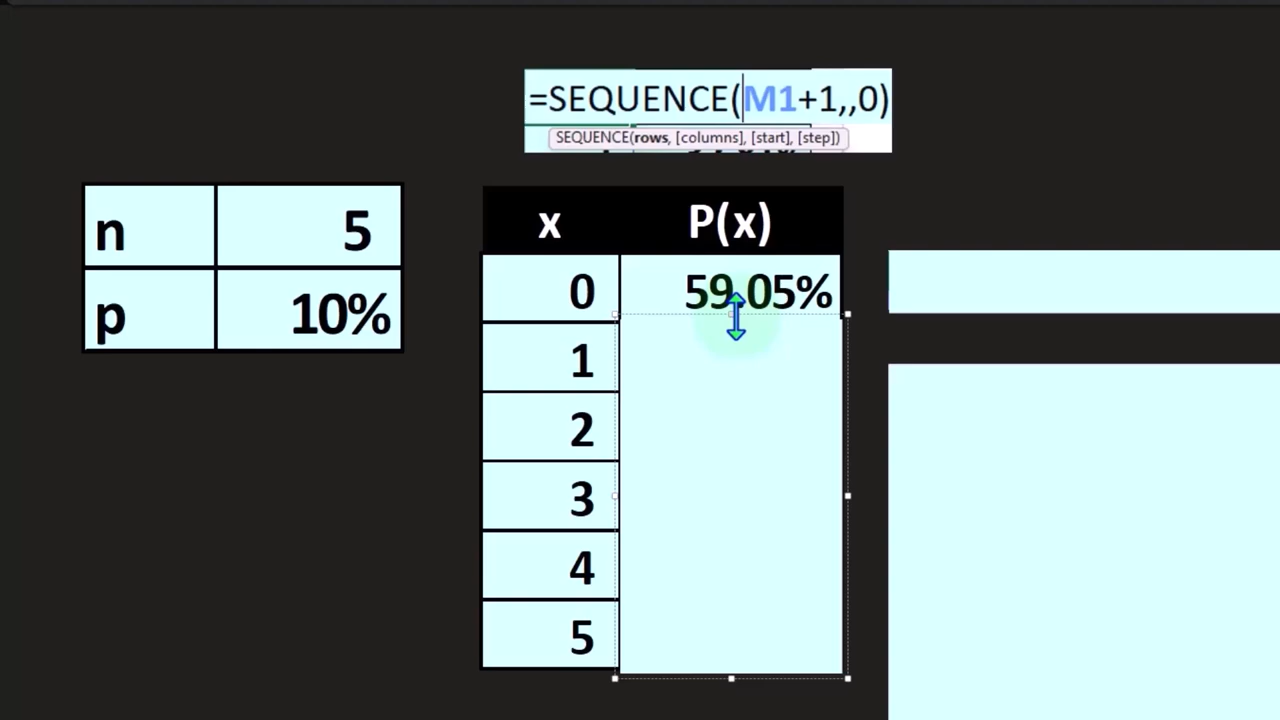 =SEQUENCE(M1+1,,0)
SEQUENCE(rows, [columns], [start], [step])
n 5
p 10%
x P(x)
0 59.05%
1
2
3
4
5